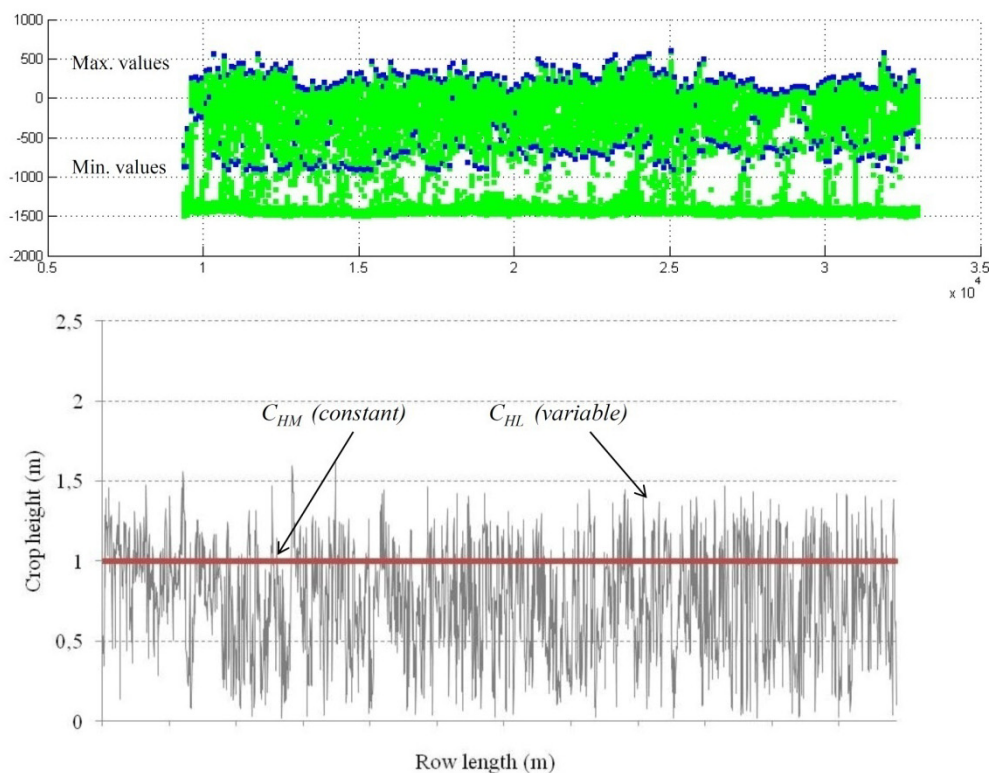 1000
Max. values
500
0
-500
Min. values
-1000
-1500
-2000
0.5 1 1.5 2 2.5 3 3.5
x 10⁴
2,5
2
C_HM (constant) C_HL (variable)
1,5
Crop height (m)
1
0,5
0
Row length (m)